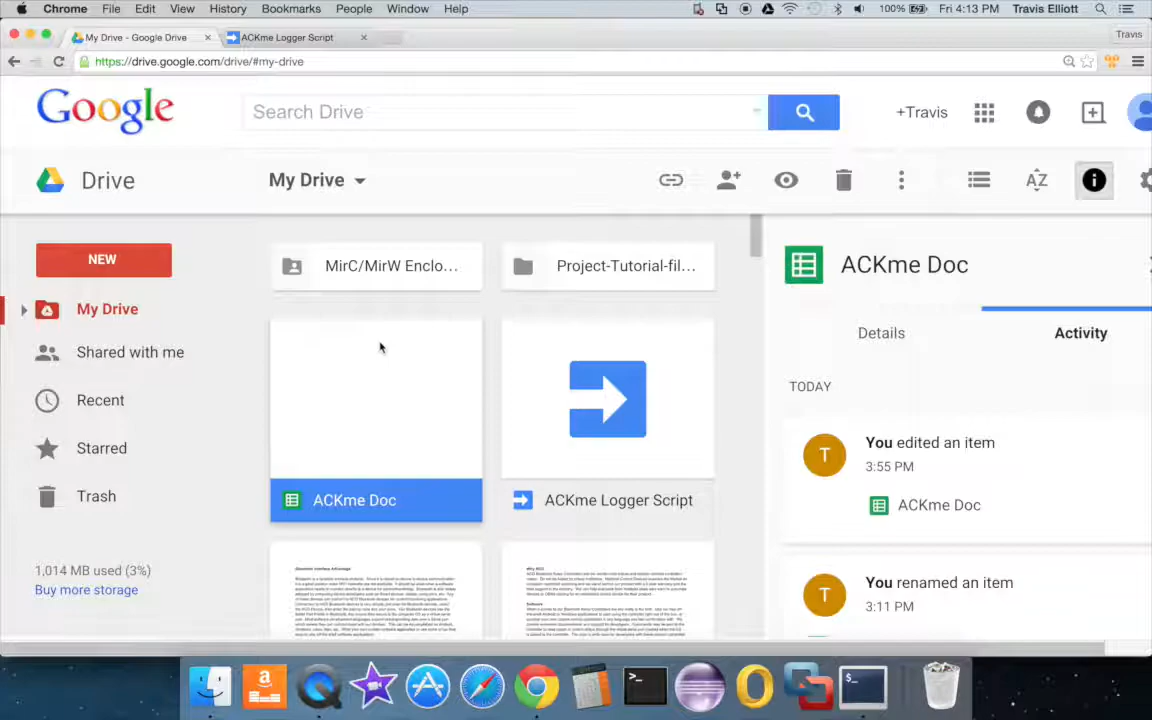 Chrome File Edit View History Bookmarks People Window Help 100% Fri 4:13 PM Travis Elliott
My Drive - Google Drive ACKme Logger Script Travis
https://drive.google.com/drive/#my-drive
Google Search Drive +Travis
Drive My Drive AZ
NEW
My Drive
Shared with me
Recent
Starred
Trash
1,014 MB used (3%)
Buy more storage
MirC/MirW Enclo... Project-Tutorial-fil...
ACKme Doc ACKme Logger Script
ACKme Doc
Details Activity
TODAY
T You edited an item
3:55 PM
ACKme Doc
T You renamed an item
3:11 PM